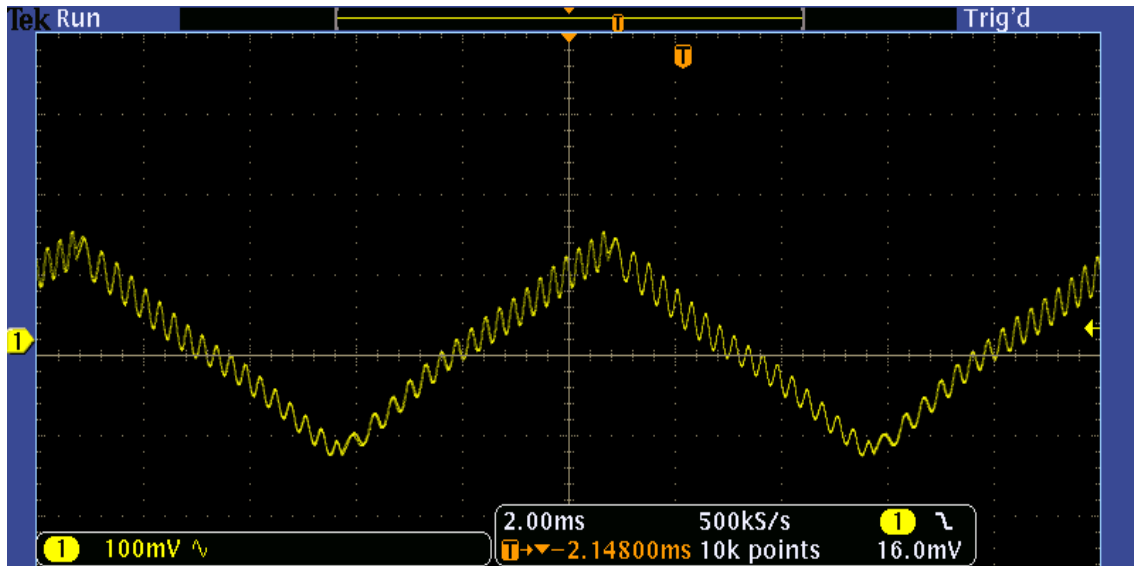 Tek Run Trig'd
T
T
1
2.00ms 500kS/s 1
T→▼−2.14800ms 10k points 16.0mV
1 100mV ∿